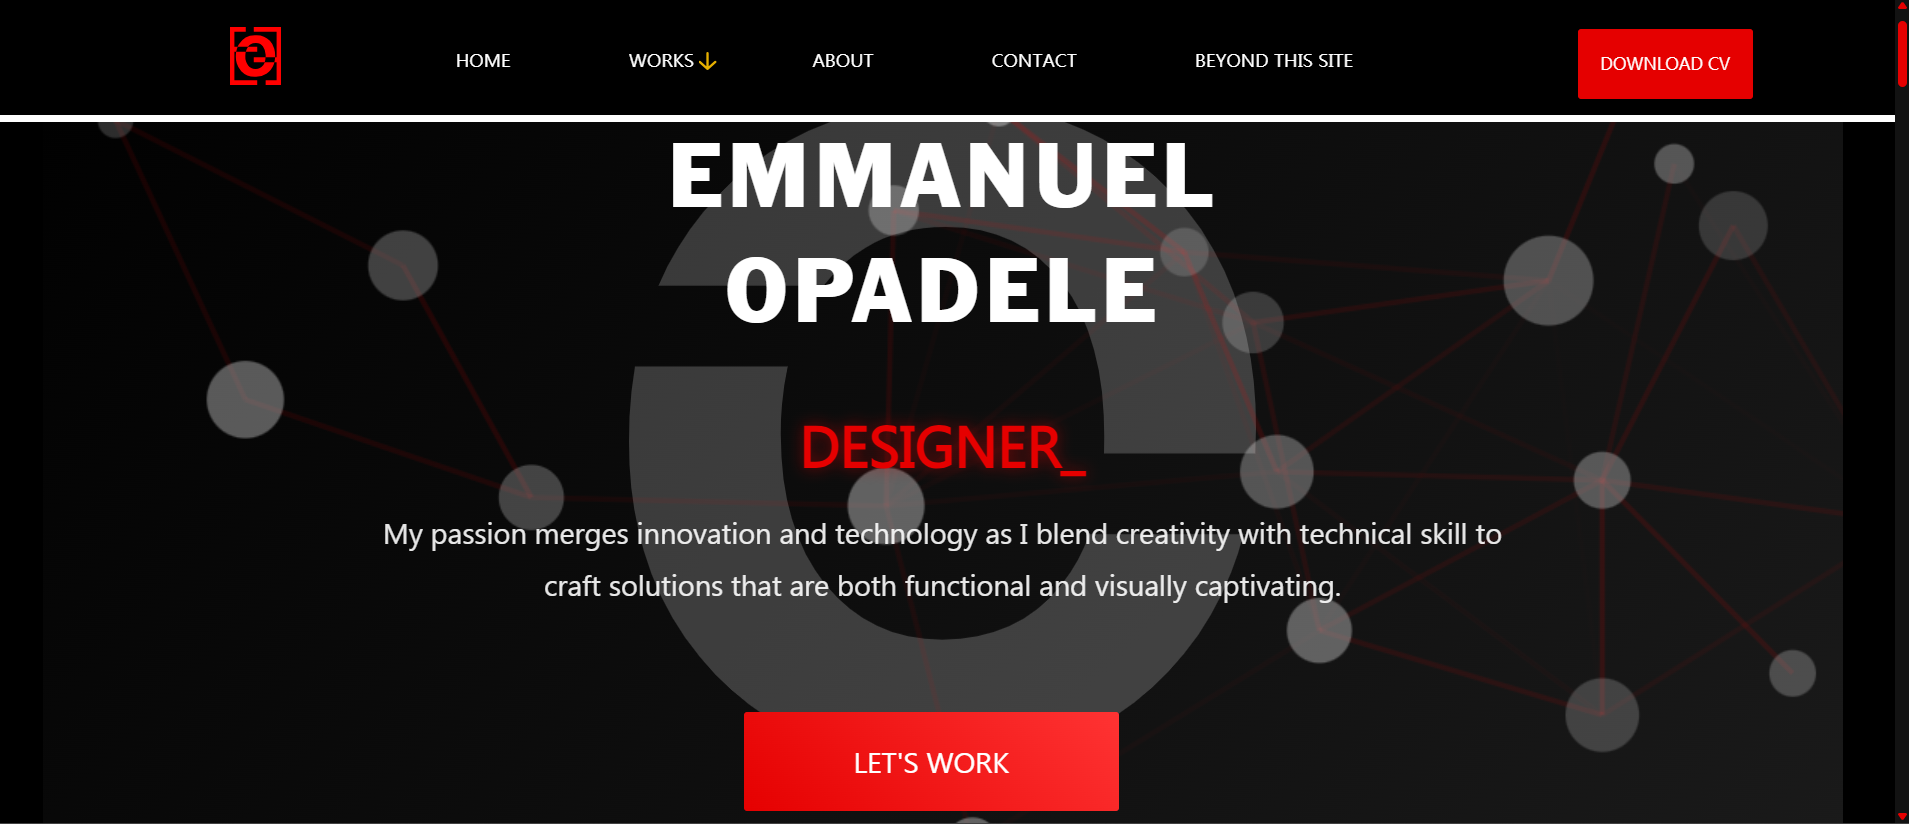 HOME
WORKS
ABOUT
CONTACT
BEYOND THIS SITE
DOWNLOAD CV
EMMANUEL
OPADELE
DESIGNER_
My passion merges innovation and technology as I blend creativity with technical skill to
craft solutions that are both functional and visually captivating.
LET'S WORK